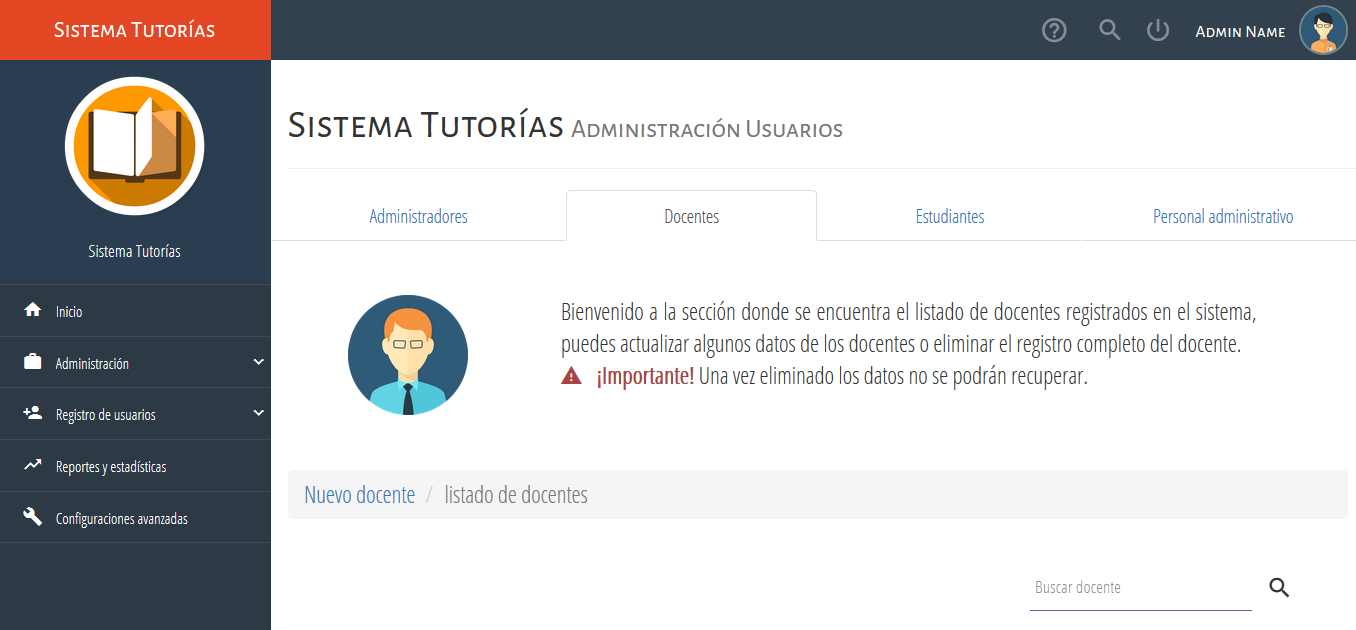 Sistema Tutorías
Admin Name
Sistema Tutorías
Inicio
Administración
Registro de usuarios
Reportes y estadísticas
Configuraciones avanzadas
Sistema Tutorías Administración Usuarios
Administradores Docentes Estudiantes Personal administrativo
Bienvenido a la sección donde se encuentra el listado de docentes registrados en el sistema,
puedes actualizar algunos datos de los docentes o eliminar el registro completo del docente.
¡Importante! Una vez eliminado los datos no se podrán recuperar.
Nuevo docente / listado de docentes
Buscar docente